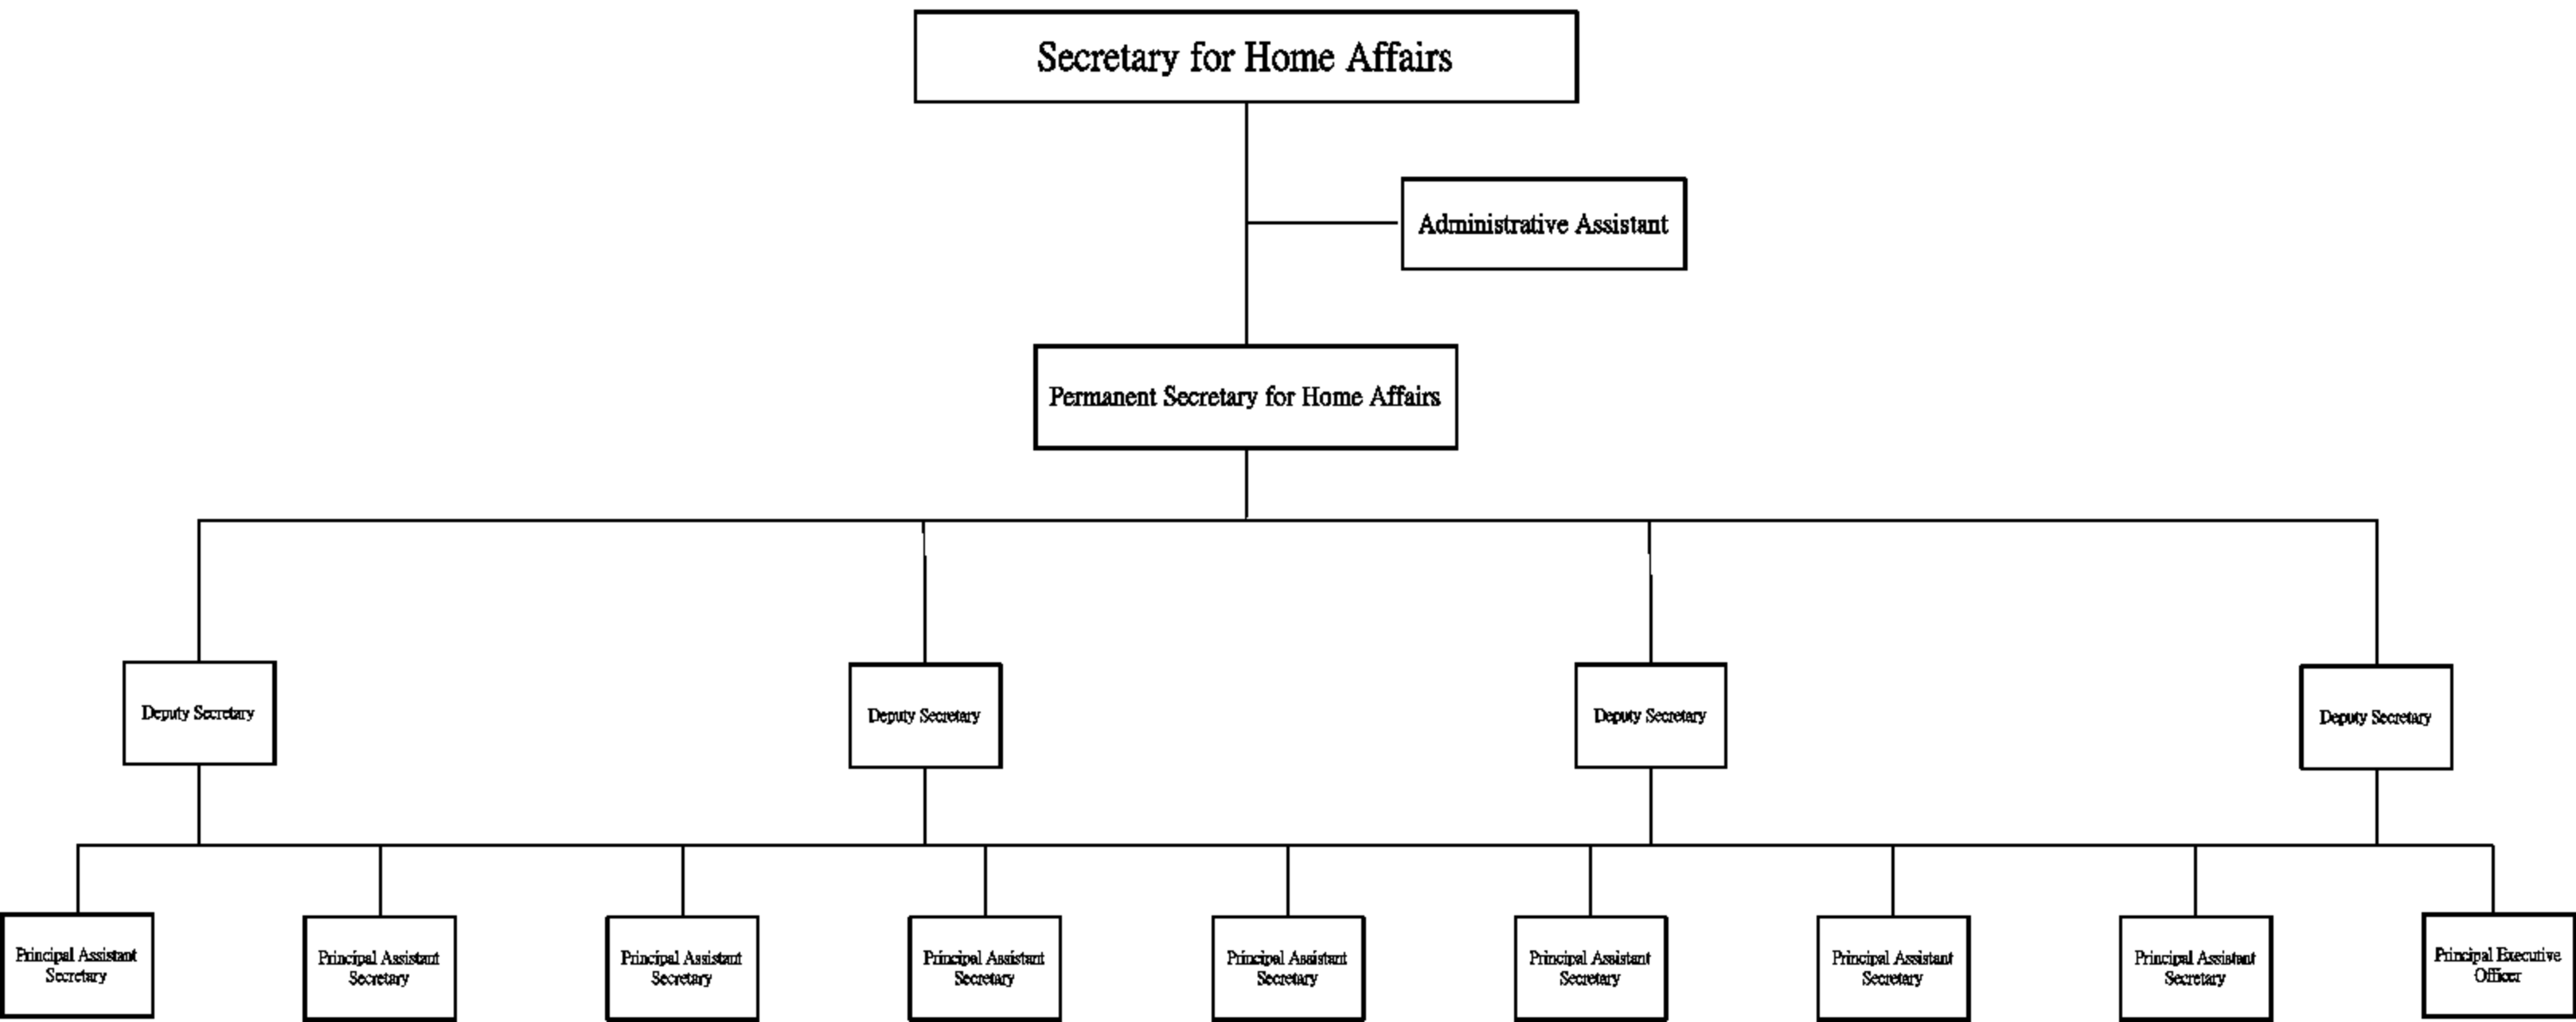 Secretary for Home Affairs
Administrative Assistant
Permanent Secretary for Home Affairs
Deputy Secretary
Deputy Secretary
Deputy Secretary
Deputy Secretary
Principal Assistant
Secretary
Principal Assistant
Secretary
Principal Assistant
Secretary
Principal Assistant
Secretary
Principal Assistant
Secretary
Principal Assistant
Secretary
Principal Assistant
Secretary
Principal Assistant
Secretary
Principal Executive
Officer